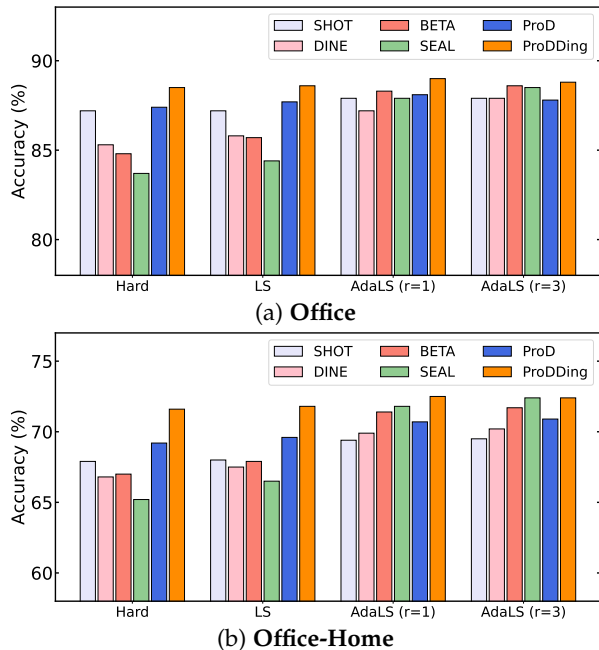 SHOT BETA ProD
DINE SEAL ProDDing
90
85
80
Accuracy (%)
Hard LS AdaLS (r=1) AdaLS (r=3)
(a) Office
SHOT BETA ProD
DINE SEAL ProDDing
75
70
65
60
Accuracy (%)
Hard LS AdaLS (r=1) AdaLS (r=3)
(b) Office-Home